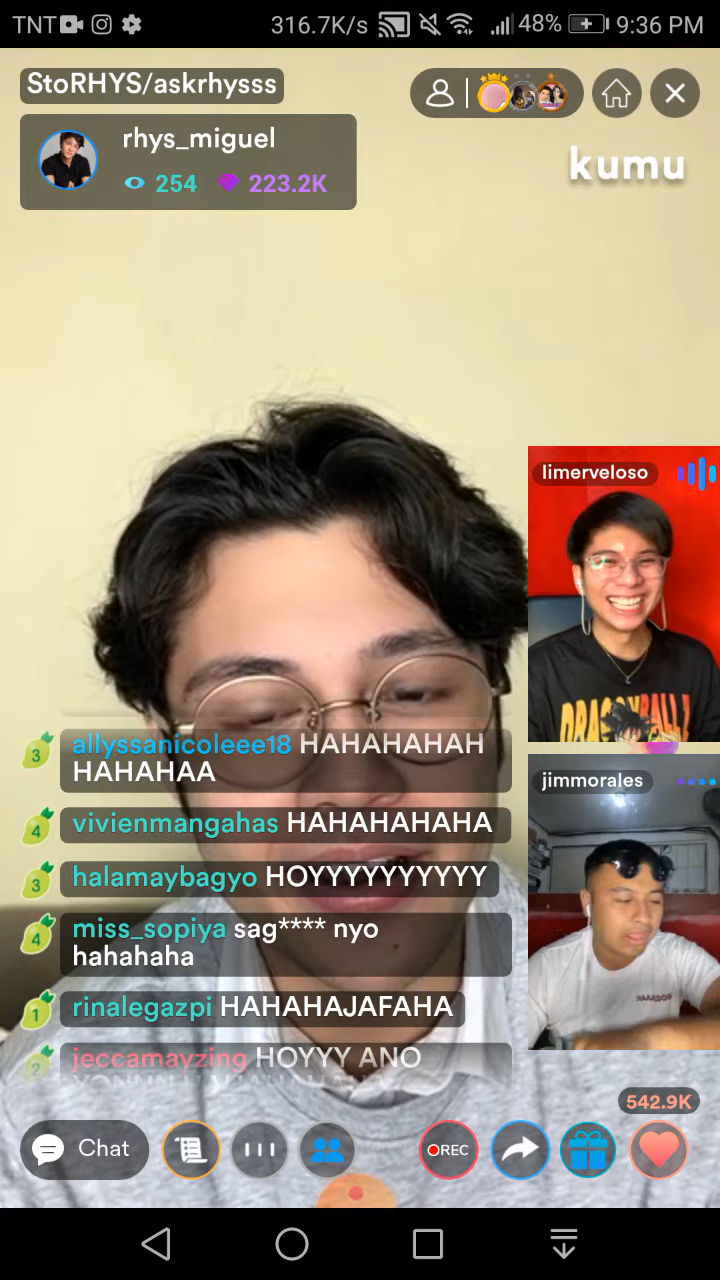 TNT 316.7K/s 48% 9:36 PM
StoRHYS/askrhysss
rhys_miguel
254 223.2K
kumu
limerveloso
DRAGONBALL Z
jimmorales
3 allyssanicoleee18 HAHAHAHAH
HAHAHAA
4 vivienmangahas HAHAHAHAHA
3 halamaybagyo HOYYYYYYYYYY
4 miss_sopiya sag**** nyo
hahahaha
1 rinalegazpi HAHAHAJAFAHA
2 jeccamayzing HOYYY ANO
542.9K
Chat
REC